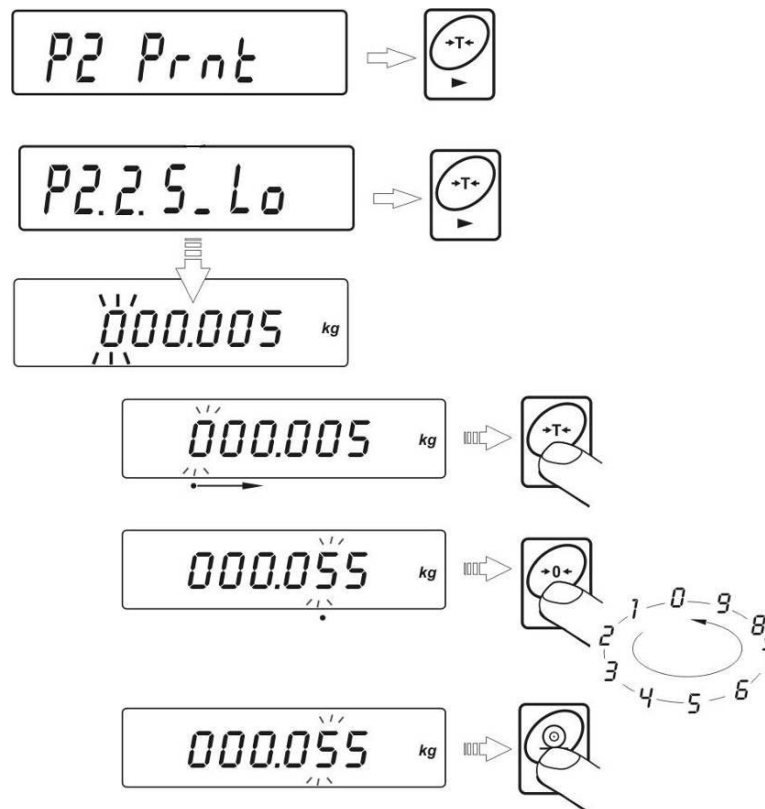 P2 Prnt
→T←
P2.2.S_Lo
→T←
000.005 kg
000.005 kg
→T←
000.055 kg
→0←
0 9 8 6 5 4 3 2 1
000.055 kg